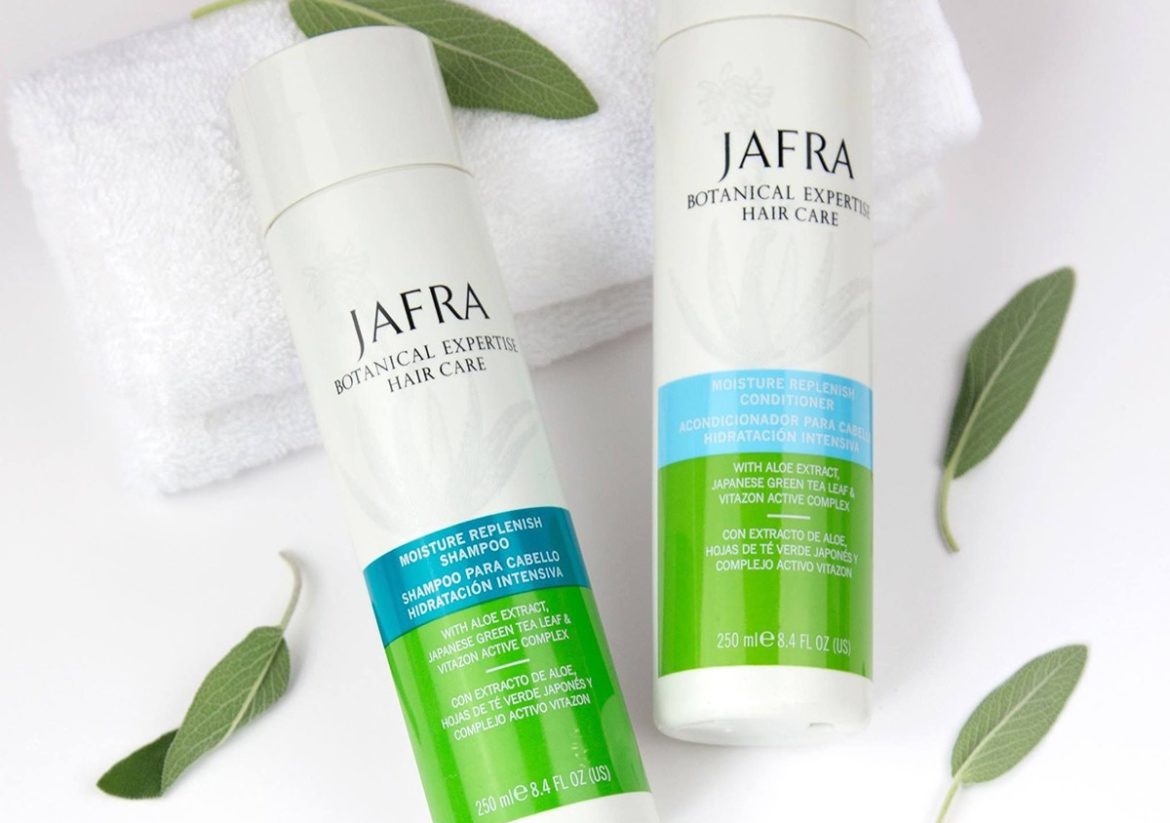 JAFRA
BOTANICAL EXPERTISE
HAIR CARE
MOISTURE REPLENISH
SHAMPOO
SHAMPOO PARA CABELLO
HIDRATACIÓN INTENSIVA
WITH ALOE EXTRACT,
JAPANESE GREEN TEA LEAF &
VITAZON ACTIVE COMPLEX
CON EXTRACTO DE ALOE,
HOJAS DE TÉ VERDE JAPONÉS Y
COMPLEJO ACTIVO VITAZON
250 ml ℮ 8.4 FL OZ (US)
JAFRA
BOTANICAL EXPERTISE
HAIR CARE
MOISTURE REPLENISH
CONDITIONER
ACONDICIONADOR PARA CABELLO
HIDRATACIÓN INTENSIVA
WITH ALOE EXTRACT,
JAPANESE GREEN TEA LEAF &
VITAZON ACTIVE COMPLEX
CON EXTRACTO DE ALOE,
HOJAS DE TÉ VERDE JAPONÉS Y
COMPLEJO ACTIVO VITAZON
250 ml ℮ 8.4 FL OZ (US)